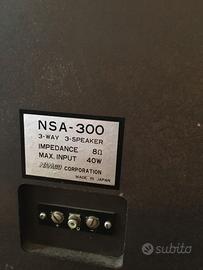 NSA-300
3-WAY 3-SPEAKER
IMPEDANCE 8Ω
MAX. INPUT 40W
CORPORATION
MADE IN JAPAN
subito